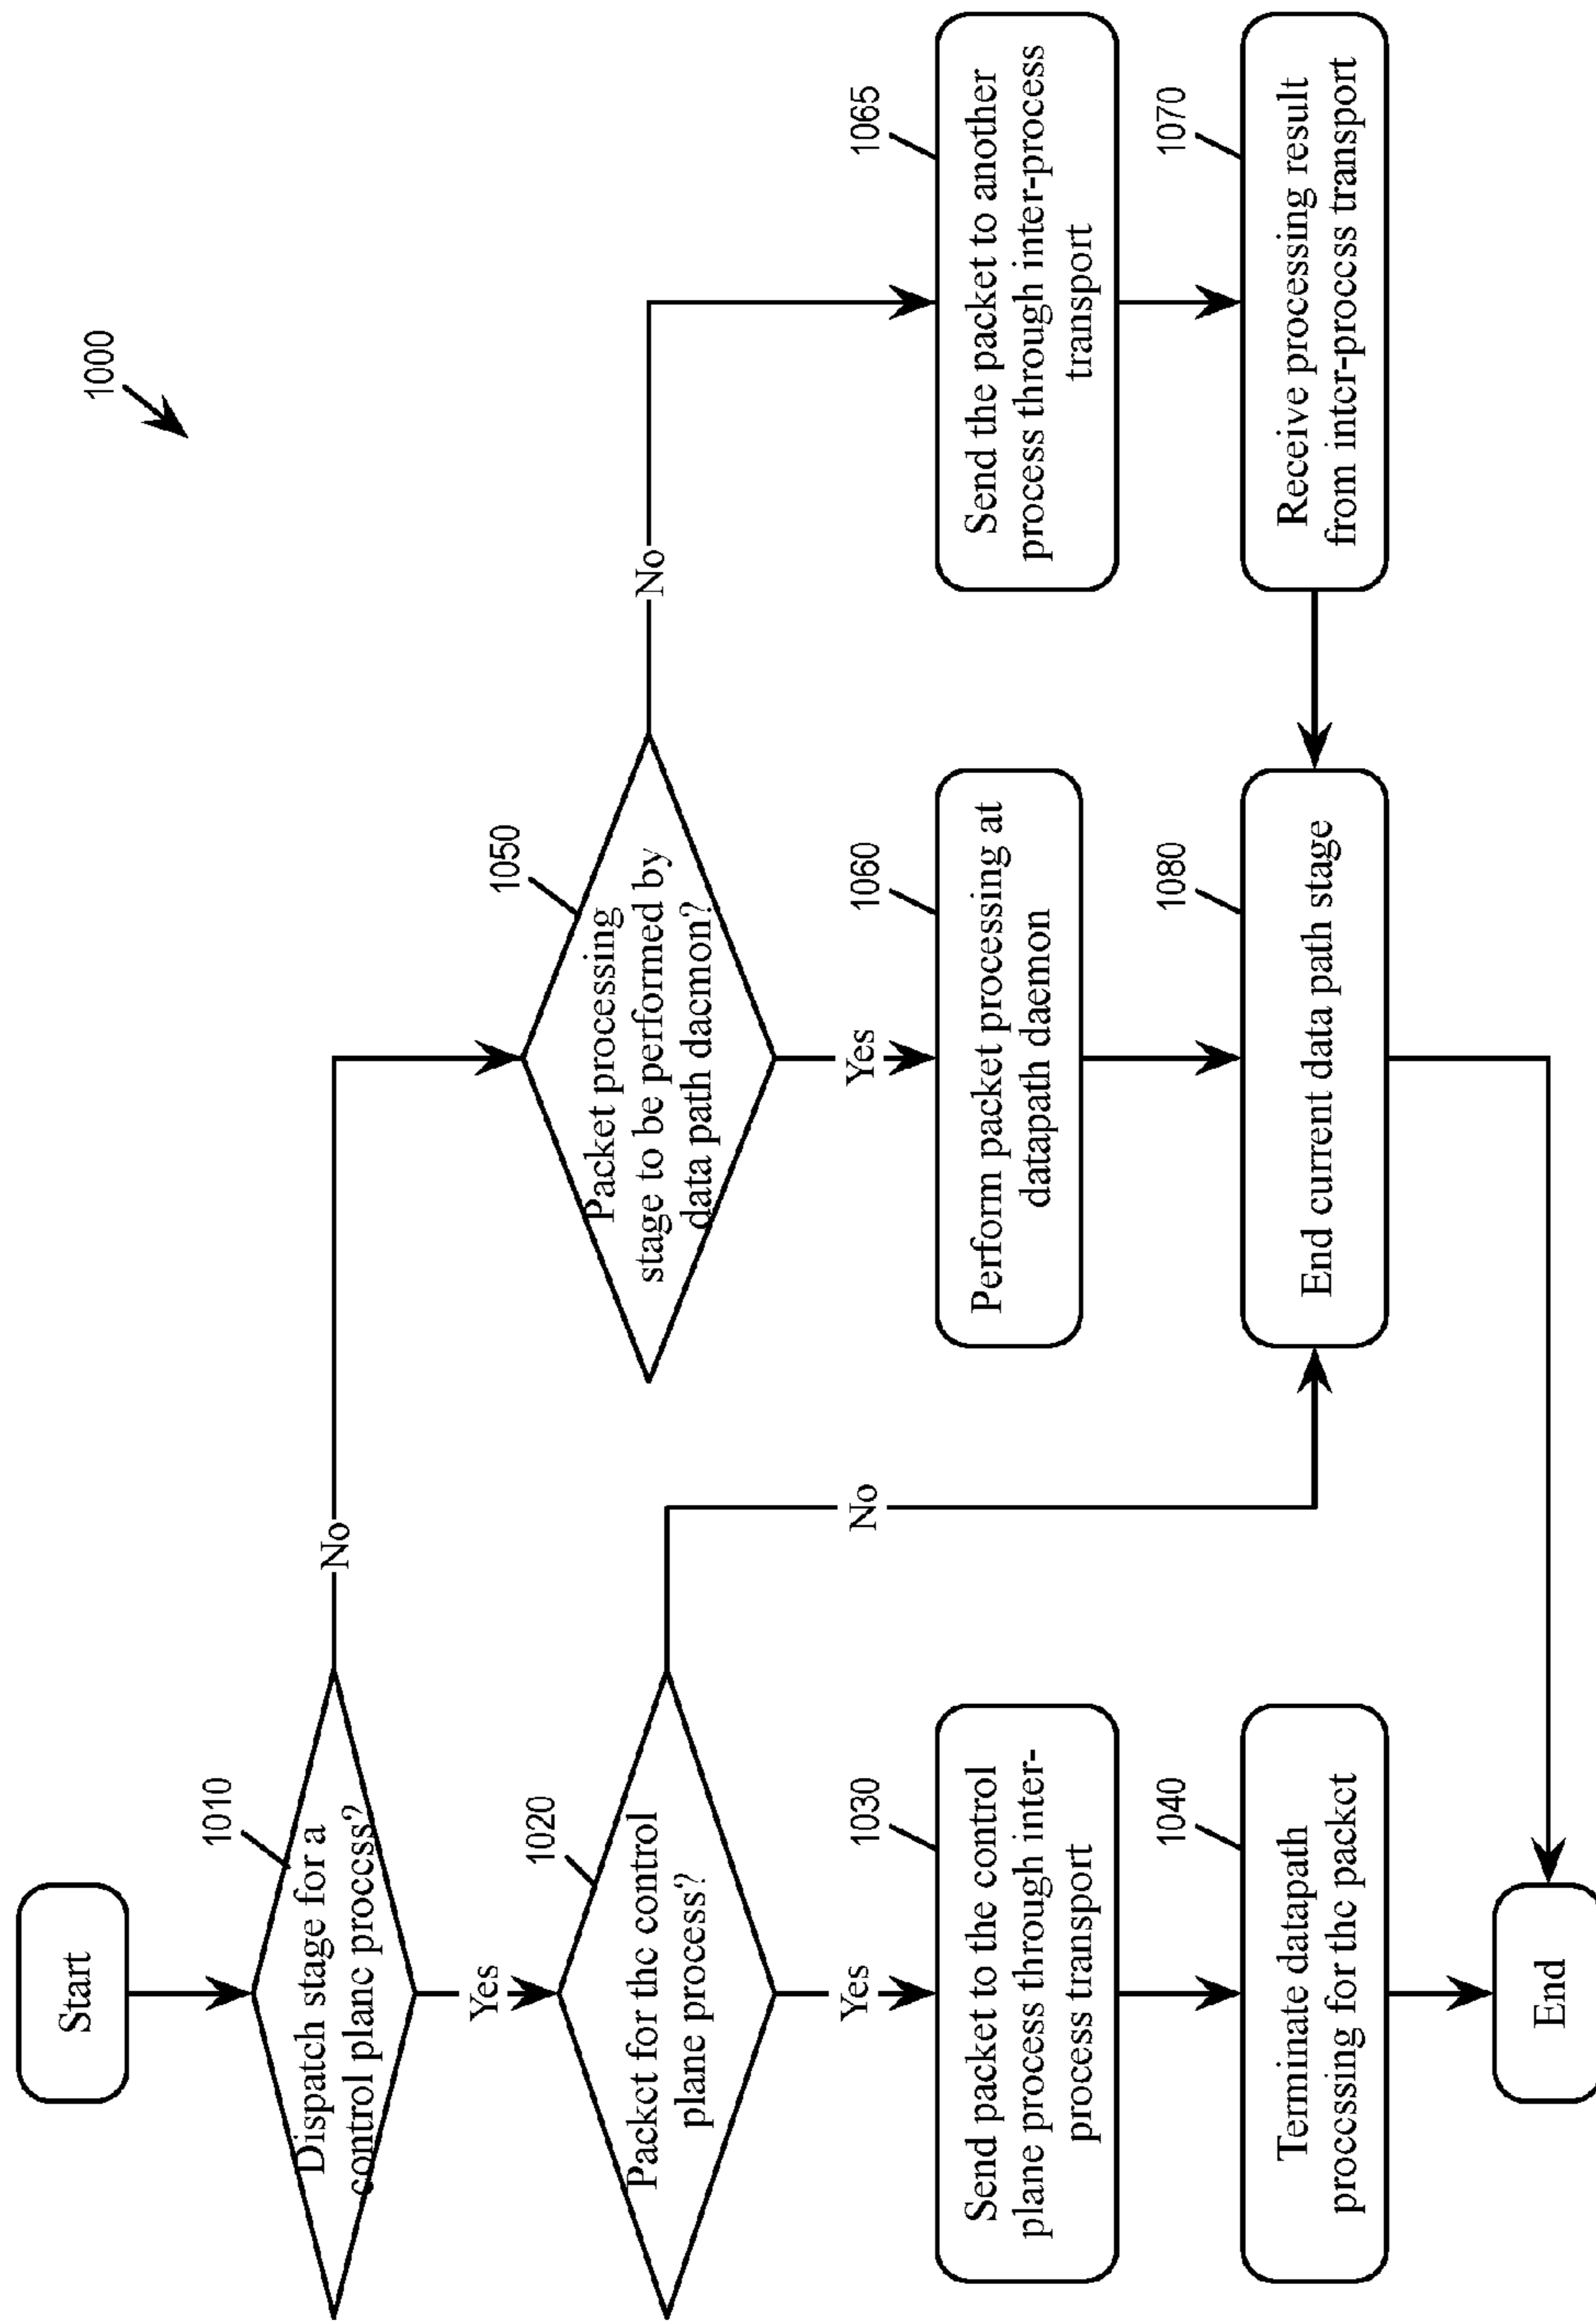 1000
Start
1010
Dispatch stage for a
control plane process?
No
Yes
1020
Packet for the control
plane process?
No
Yes
1030
Send packet to the control
plane process through inter-
process transport
1040
Terminate datapath
processing for the packet
End
1050
Packet processing
stage to be performed by
data path daemon?
No
Yes
1060
Perform packet processing at
datapath daemon
1065
Send the packet to another
process through inter-process
transport
1070
Receive processing result
from inter-process transport
1080
End current data path stage